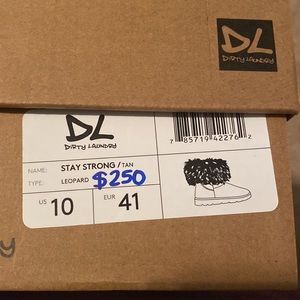 DL
DIRTY LAUNDRY
DL
DIRTY LAUNDRY
7 85719 42276 2
NAME: STAY STRONG / TAN
TYPE: LEOPARD $250
US 10 EUR 41
y